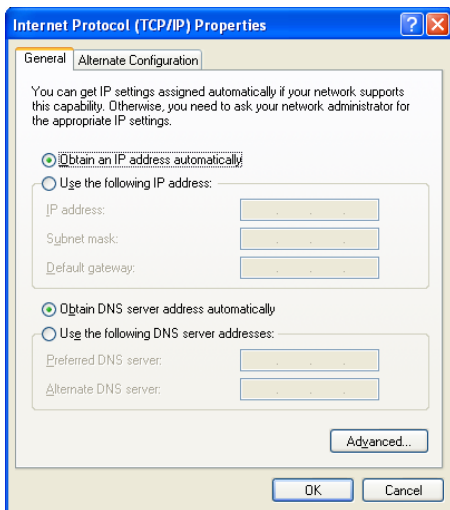 Internet Protocol (TCP/IP) Properties
General
Alternate Configuration
You can get IP settings assigned automatically if your network supports
this capability. Otherwise, you need to ask your network administrator for
the appropriate IP settings.
Obtain an IP address automatically
Use the following IP address:
IP address:
Subnet mask:
Default gateway:
Obtain DNS server address automatically
Use the following DNS server addresses:
Preferred DNS server:
Alternate DNS server:
Advanced...
OK
Cancel